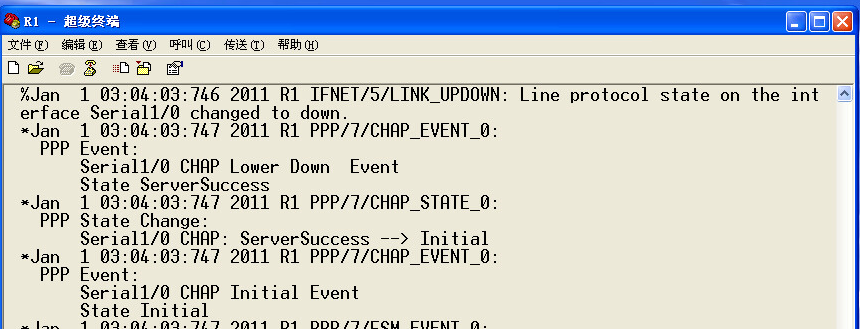 R1 - 超级终端
文件(F) 编辑(E) 查看(V) 呼叫(C) 传送(T) 帮助(H)
%Jan  1 03:04:03:746 2011 R1 IFNET/5/LINK_UPDOWN: Line protocol state on the int
erface Serial1/0 changed to down.
*Jan  1 03:04:03:747 2011 R1 PPP/7/CHAP_EVENT_0:
  PPP Event:
      Serial1/0 CHAP Lower Down  Event
      State ServerSuccess
*Jan  1 03:04:03:747 2011 R1 PPP/7/CHAP_STATE_0:
  PPP State Change:
      Serial1/0 CHAP: ServerSuccess --> Initial
*Jan  1 03:04:03:747 2011 R1 PPP/7/CHAP_EVENT_0:
  PPP Event:
      Serial1/0 CHAP Initial Event
      State Initial
*Jan  1 03:04:03:747 2011 R1 PPP/7/FSM_EVENT_0: